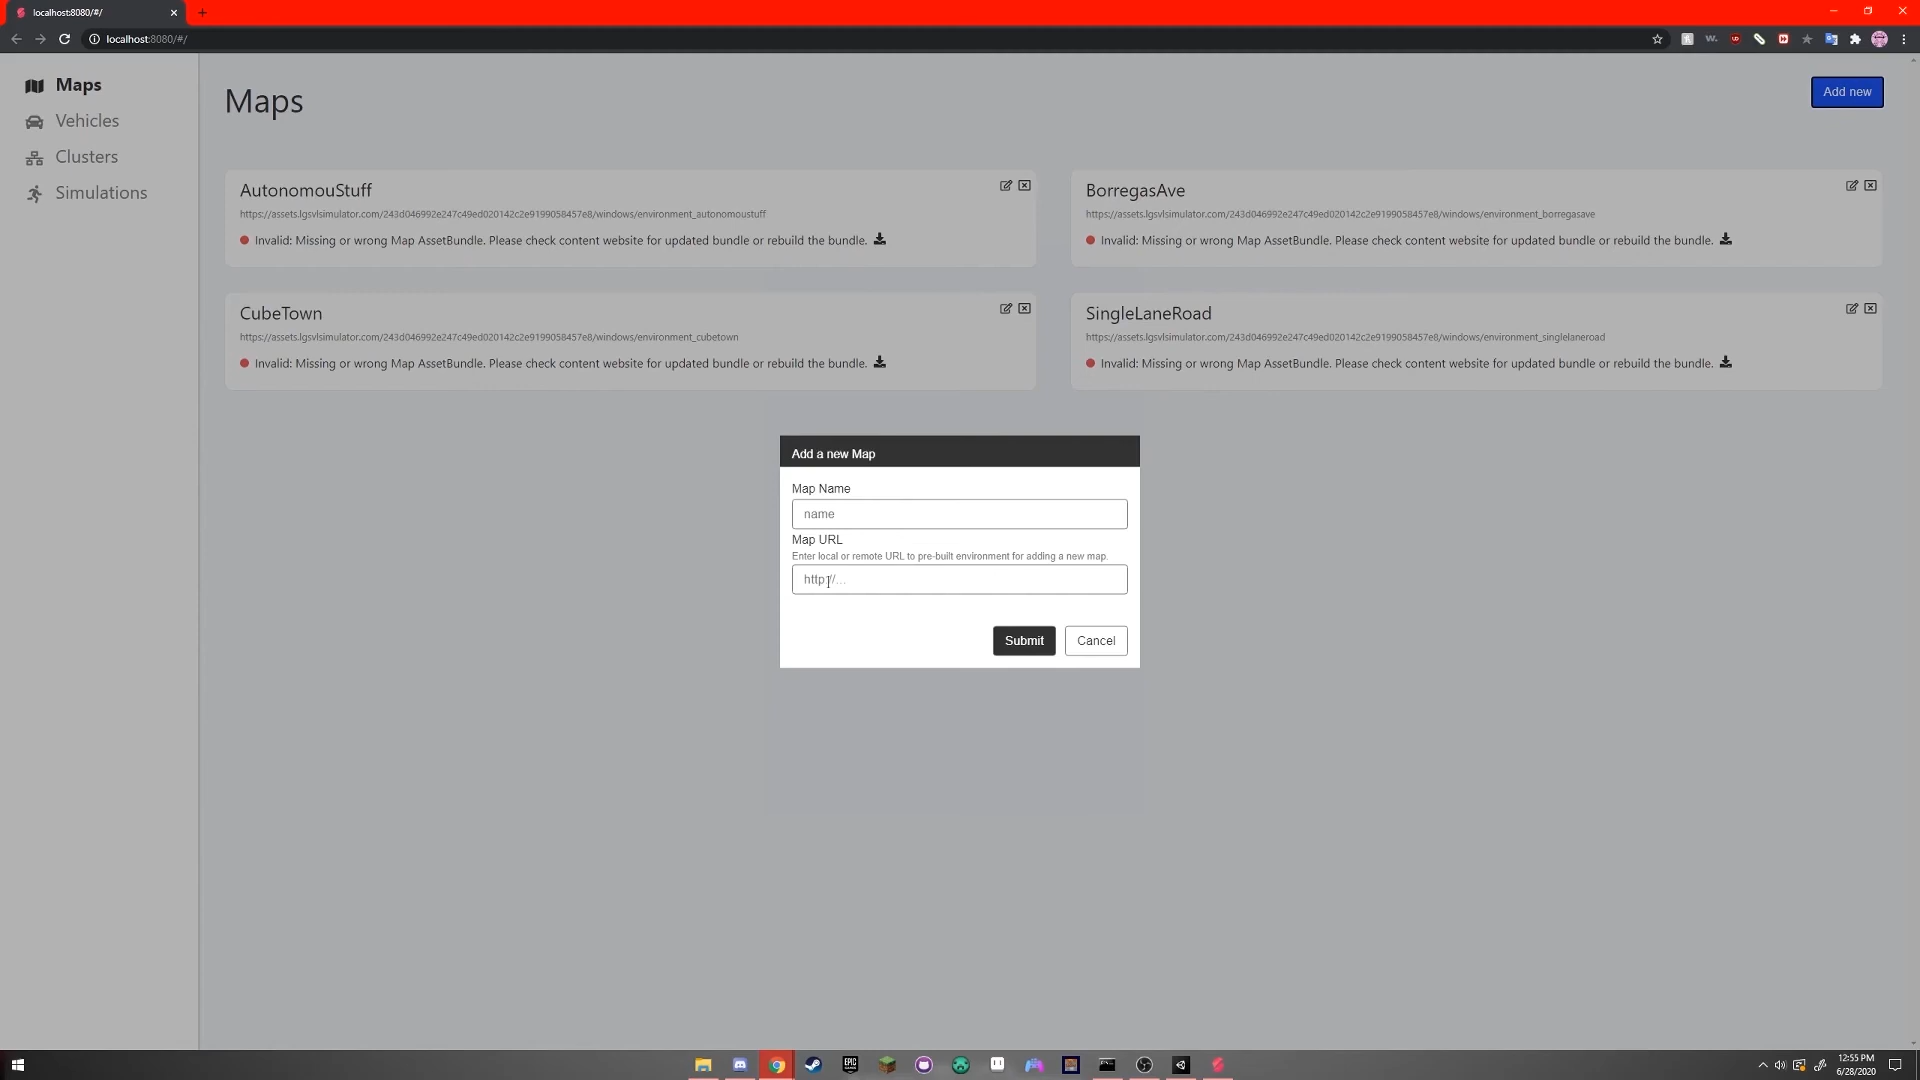 localhost:8080/#/
localhost:8080/#/
Maps
Vehicles
Clusters
Simulations
Maps
Add new
AutonomouStuff
https://assets.lgsvlsimulator.com/243d046992e247c49ed020142c2e9199058457e8/windows/environment_autonomoustuff
Invalid: Missing or wrong Map AssetBundle. Please check content website for updated bundle or rebuild the bundle.
BorregasAve
https://assets.lgsvlsimulator.com/243d046992e247c49ed020142c2e9199058457e8/windows/environment_borregasave
Invalid: Missing or wrong Map AssetBundle. Please check content website for updated bundle or rebuild the bundle.
CubeTown
https://assets.lgsvlsimulator.com/243d046992e247c49ed020142c2e9199058457e8/windows/environment_cubetown
Invalid: Missing or wrong Map AssetBundle. Please check content website for updated bundle or rebuild the bundle.
SingleLaneRoad
https://assets.lgsvlsimulator.com/243d046992e247c49ed020142c2e9199058457e8/windows/environment_singlelaneroad
Invalid: Missing or wrong Map AssetBundle. Please check content website for updated bundle or rebuild the bundle.
Add a new Map
Map Name
name
Map URL
Enter local or remote URL to pre-built environment for adding a new map.
http://...
Submit
Cancel
EPIC
12:55 PM
6/28/2020